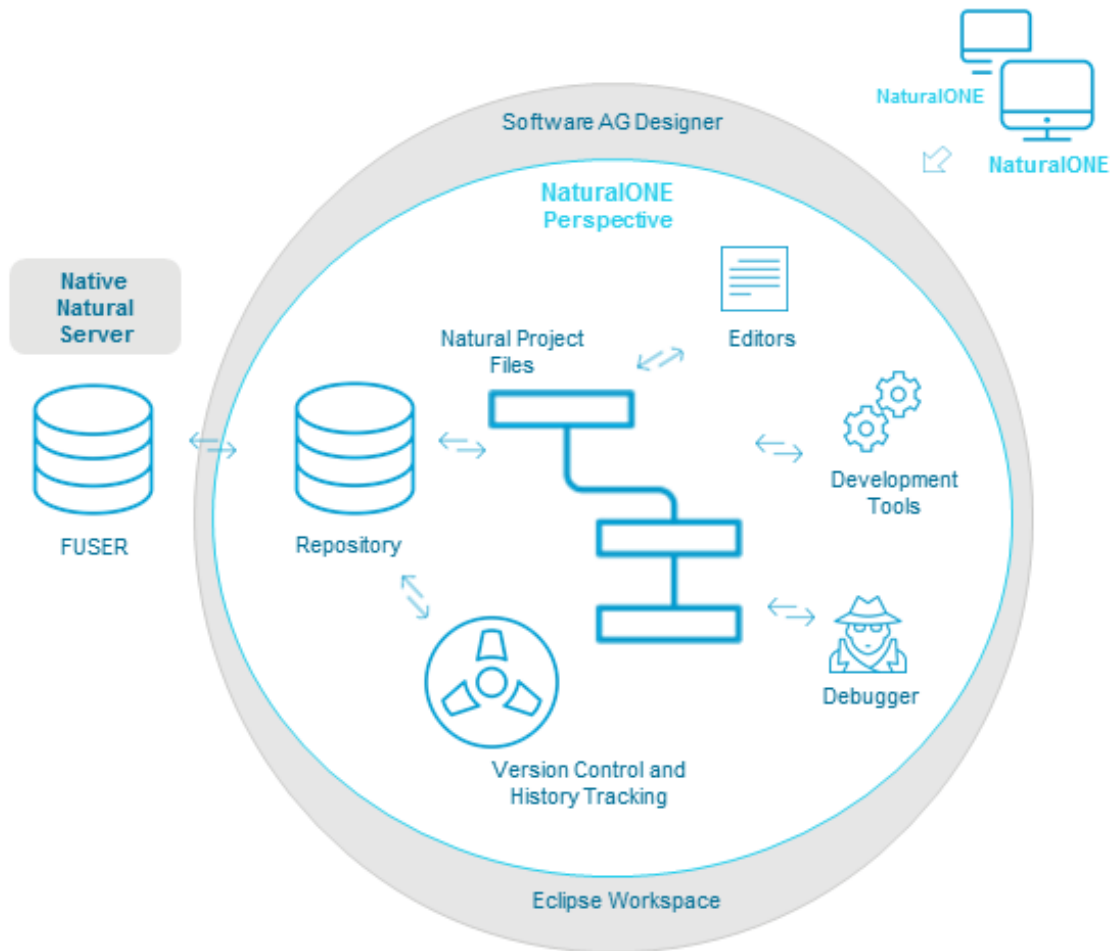 NaturalONE
NaturalONE
Software AG Designer
NaturalONE
Perspective
Native
Natural
Server
Natural Project
Files
Editors
Development
Tools
FUSER
Repository
Debugger
Version Control and
History Tracking
Eclipse Workspace